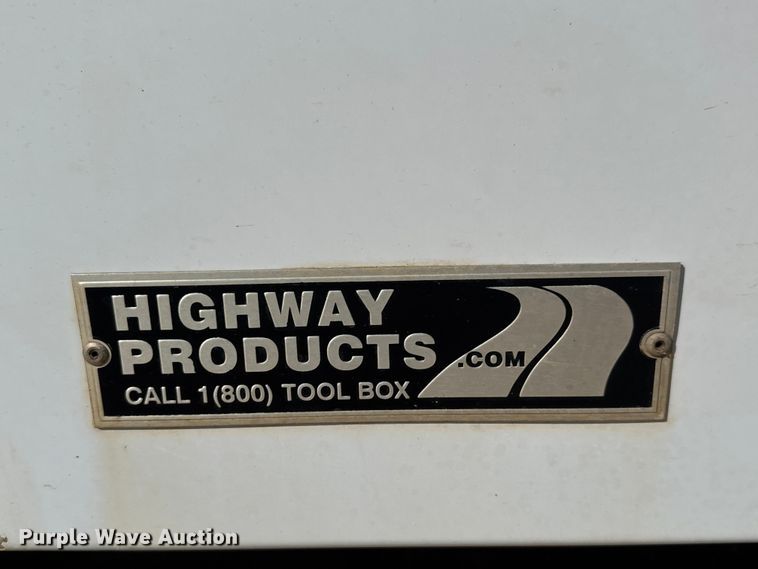 HIGHWAY
PRODUCTS .COM
CALL 1(800) TOOL BOX
Purple Wave Auction